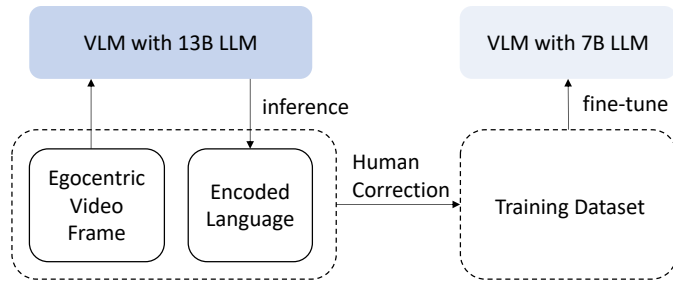 VLM with 13B LLM
VLM with 7B LLM
inference
fine-tune
Egocentric
Video
Frame
Encoded
Language
Human
Correction
Training Dataset